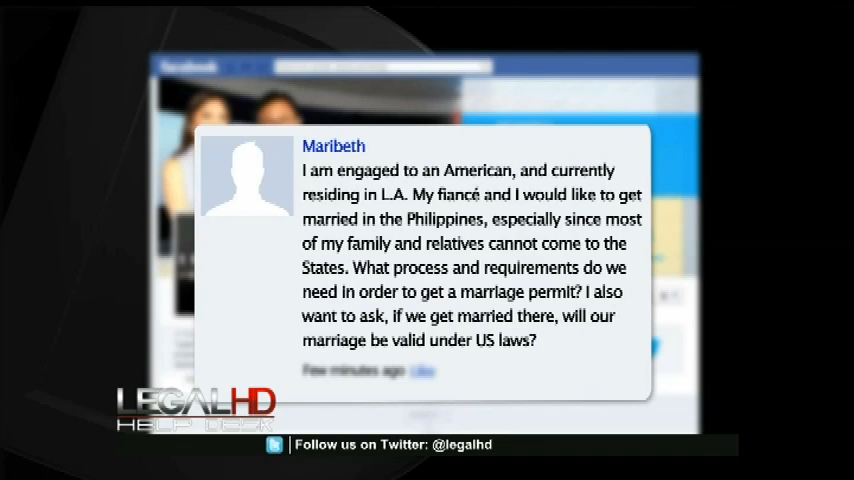 Maribeth
I am engaged to an American, and currently
residing in L.A. My fiancé and I would like to get
married in the Philippines, especially since most
of my family and relatives cannot come to the
States. What process and requirements do we
need in order to get a marriage permit? I also
want to ask, if we get married there, will our
marriage be valid under US laws?
Few minutes ago Like
LEGALHD
HELP DESK
Follow us on Twitter: @legalhd